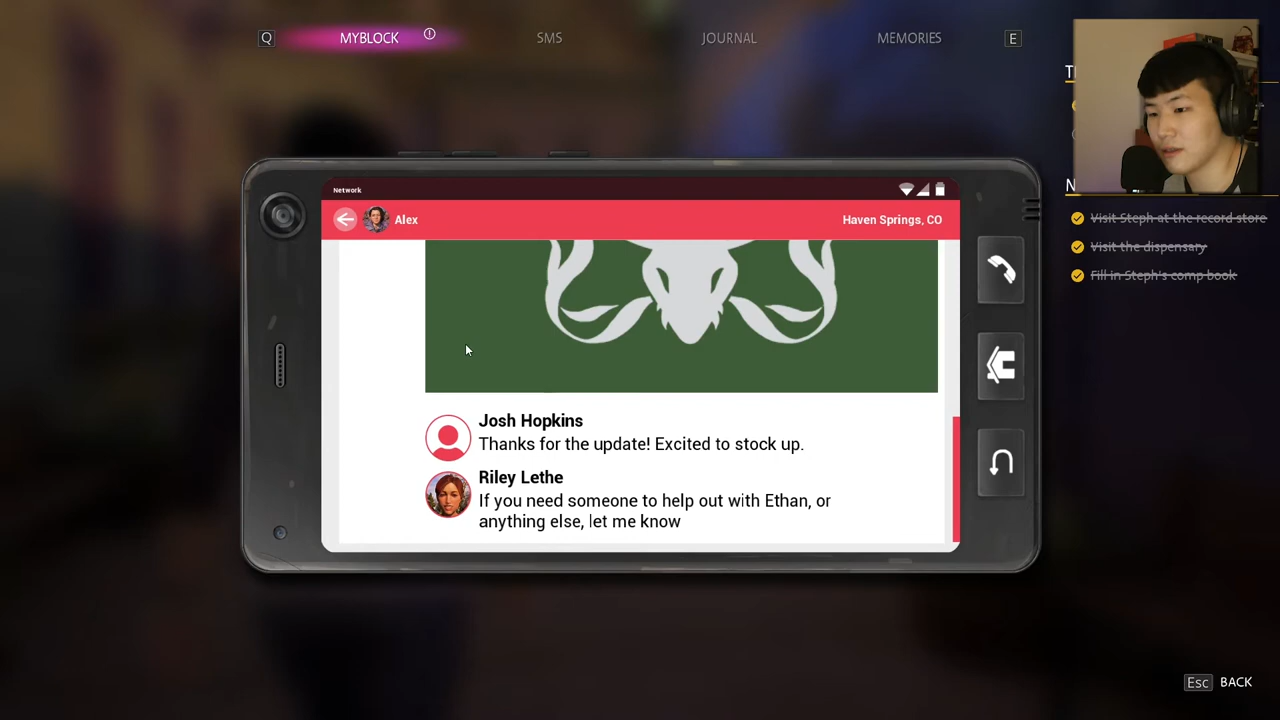 Q
MYBLOCK
SMS
JOURNAL
MEMORIES
E
Network
Alex
Haven Springs, CO
Visit Steph at the record store
Visit the dispensary
Fill in Steph's comp book
Josh Hopkins
Thanks for the update! Excited to stock up.
Riley Lethe
If you need someone to help out with Ethan, or
anything else, let me know
Esc BACK